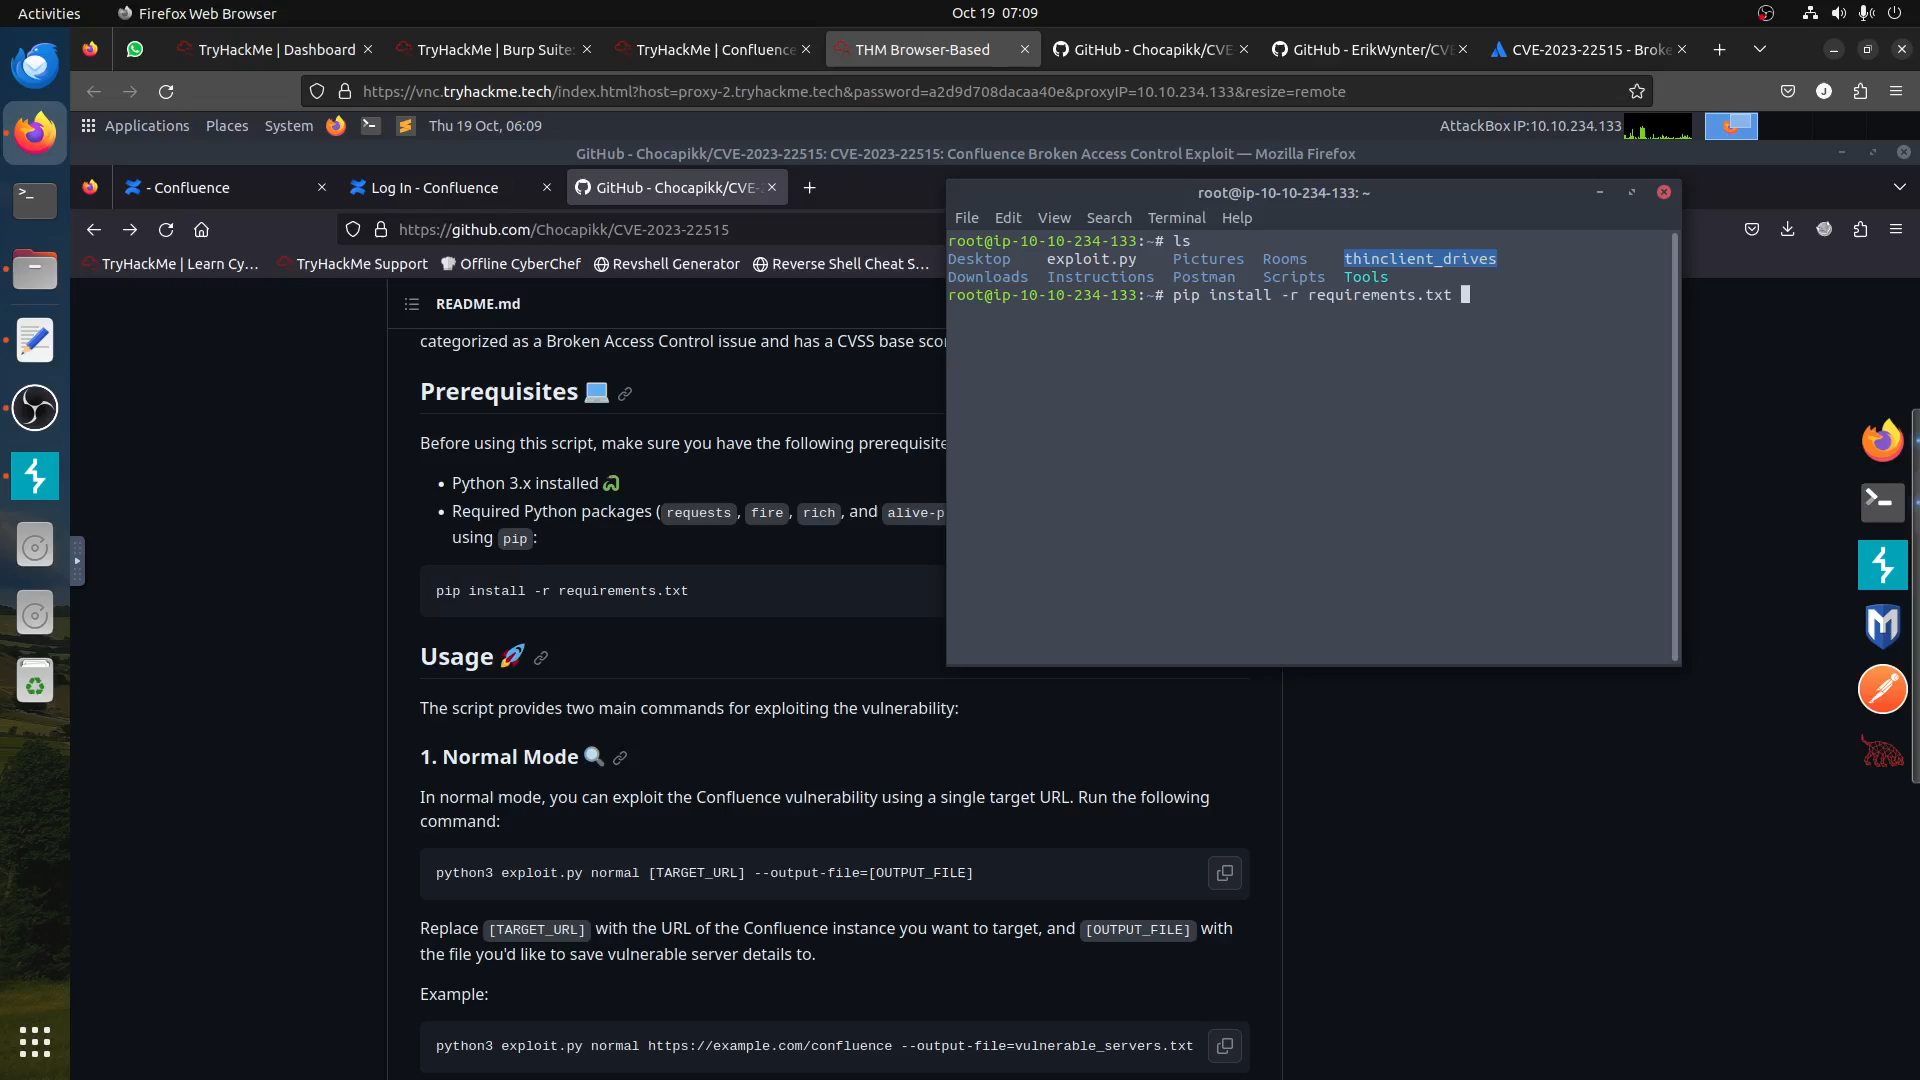 Activities
Firefox Web Browser
Oct 19 07:09
TryHackMe | Dashboard
TryHackMe | Burp Suite:
TryHackMe | Confluence
THM Browser-Based
GitHub - Chocapikk/CVE
GitHub - ErikWynter/CVE
CVE-2023-22515 - Broke
https://vnc.tryhackme.tech/index.html?host=proxy-2.tryhackme.tech&password=a2d9d708dacaa40e&proxyIP=10.10.234.133&resize=remote
Applications Places System Thu 19 Oct, 06:09
AttackBox IP:10.10.234.133
GitHub - Chocapikk/CVE-2023-22515: CVE-2023-22515: Confluence Broken Access Control Exploit — Mozilla Firefox
- Confluence
Log In - Confluence
GitHub - Chocapikk/CVE-
https://github.com/Chocapikk/CVE-2023-22515
TryHackMe | Learn Cy...
TryHackMe Support
Offline CyberChef
Revshell Generator
Reverse Shell Cheat S...
root@ip-10-10-234-133: ~
File Edit View Search Terminal Help
root@ip-10-10-234-133:~# ls
Desktop exploit.py Pictures Rooms thinclient_drives
Downloads Instructions Postman Scripts Tools
root@ip-10-10-234-133:~# pip install -r requirements.txt
README.md
categorized as a Broken Access Control issue and has a CVSS base sco
Prerequisites
Before using this script, make sure you have the following prerequisite
Python 3.x installed
Required Python packages (requests, fire, rich, and alive-p
using pip:
pip install -r requirements.txt
Usage
The script provides two main commands for exploiting the vulnerability:
1. Normal Mode
In normal mode, you can exploit the Confluence vulnerability using a single target URL. Run the following
command:
python3 exploit.py normal [TARGET_URL] --output-file=[OUTPUT_FILE]
Replace [TARGET_URL] with the URL of the Confluence instance you want to target, and [OUTPUT_FILE] with
the file you'd like to save vulnerable server details to.
Example:
python3 exploit.py normal https://example.com/confluence --output-file=vulnerable_servers.txt